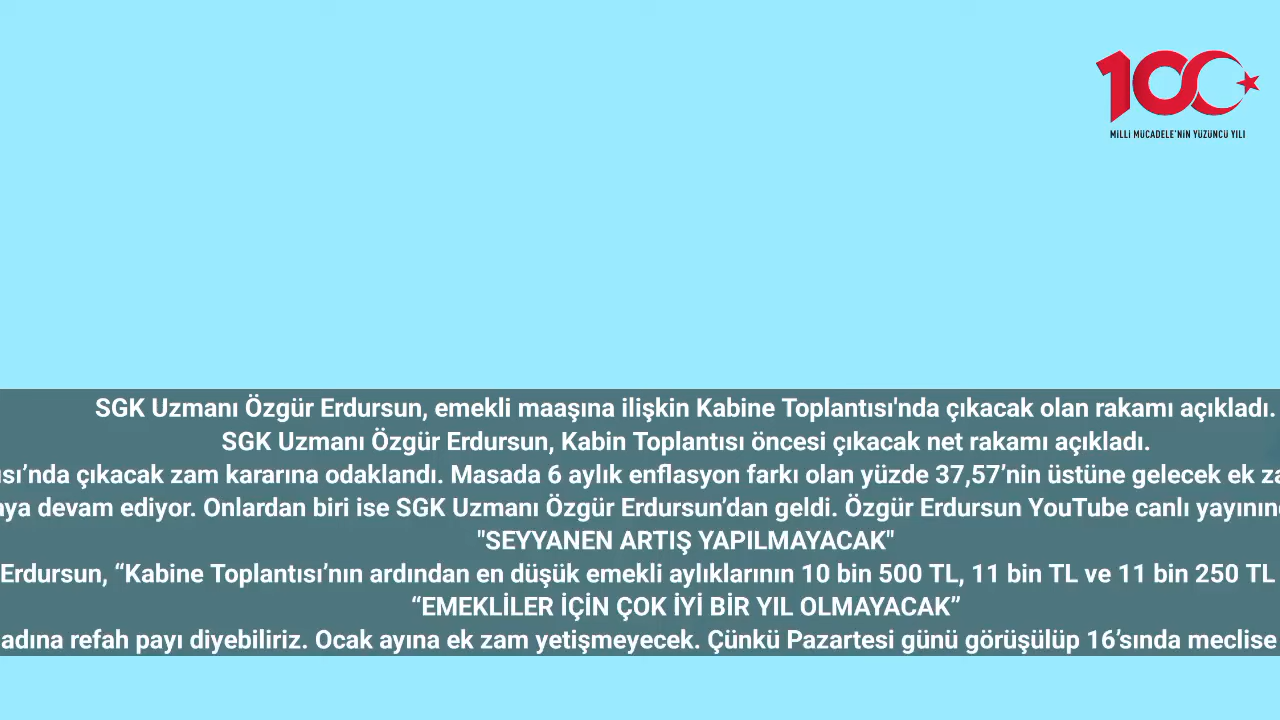 100
MİLLİ MÜCADELE'NİN YÜZÜNCÜ YILI
SGK Uzmanı Özgür Erdursun, emekli maaşına ilişkin Kabine Toplantısı'nda çıkacak olan rakamı açıkladı.
SGK Uzmanı Özgür Erdursun, Kabin Toplantısı öncesi çıkacak net rakamı açıkladı.
çıkacak zam kararına odaklandı. Masada 6 aylık enflasyon farkı olan yüzde 37,57’nin üstüne gelecek ek
devam ediyor. Onlardan biri ise SGK Uzmanı Özgür Erdursun’dan geldi. Özgür Erdursun YouTube canlı
"SEYYANEN ARTIŞ YAPILMAYACAK"
Erdursun, “Kabine Toplantısı’nın ardından en düşük emekli aylıklarının 10 bin 500 TL, 11 bin TL ve 11 bin 250 TL
“EMEKLİLER İÇİN ÇOK İYİ BİR YIL OLMAYACAK”
adına refah payı diyebiliriz. Ocak ayına ek zam yetişmeyecek. Çünkü Pazartesi günü görüşülüp 16’sında meclise